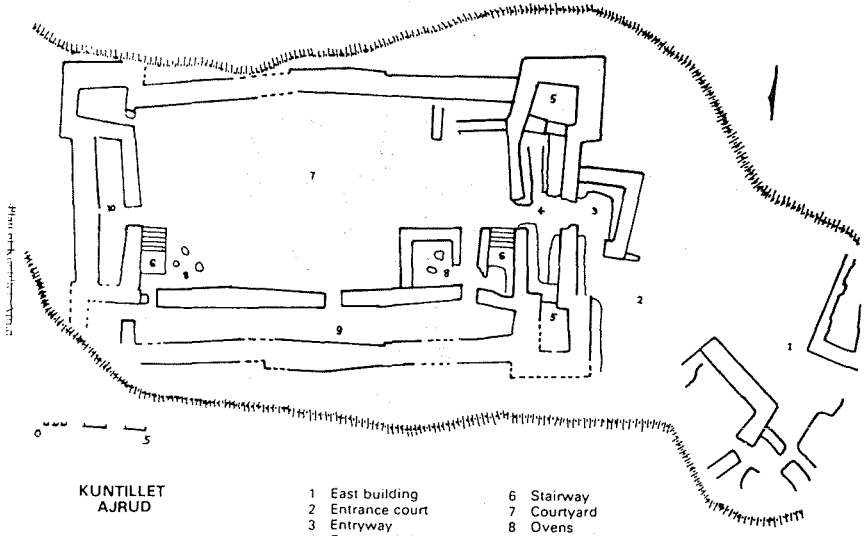 5
7
4
3
10
6
8
8
6
2
9
5
1
0 5
KUNTILLET
AJRUD
1 East building
2 Entrance court
3 Entryway
6 Stairway
7 Courtyard
8 Ovens